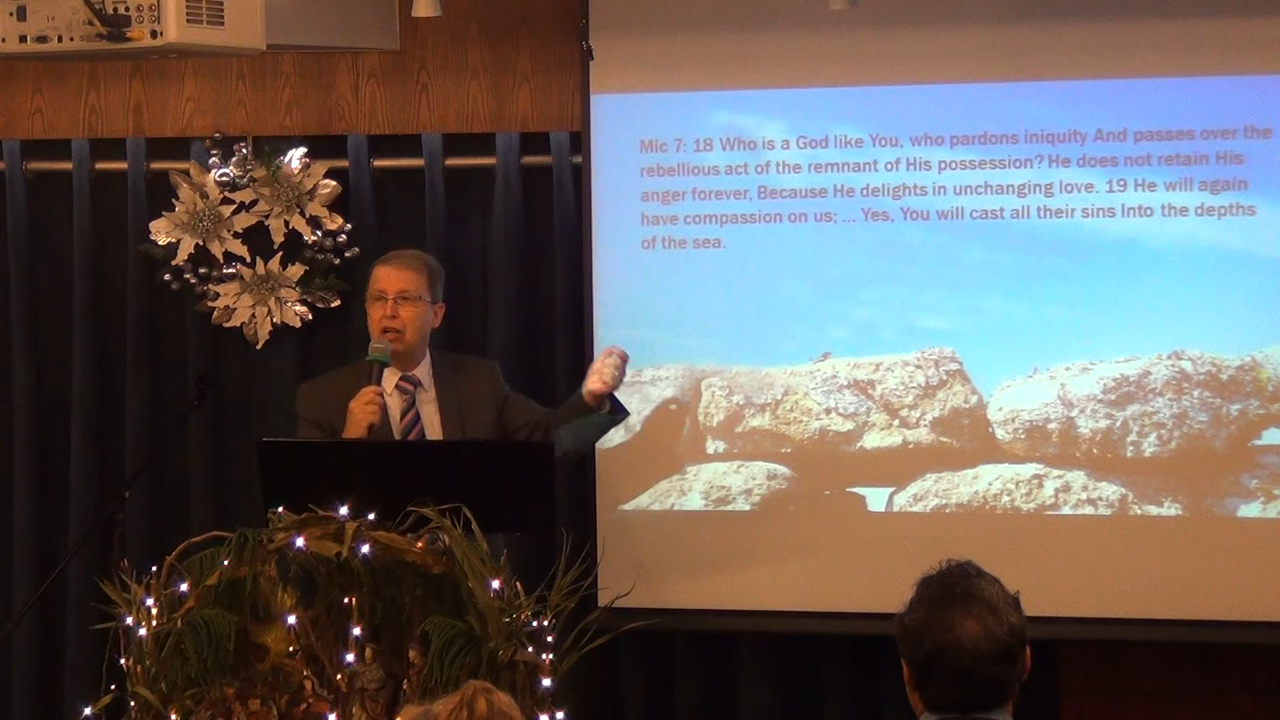 Mic 7: 18 Who is a God like You, who pardons iniquity And passes over the
rebellious act of the remnant of His possession? He does not retain His
anger forever, Because He delights in unchanging love. 19 He will again
have compassion on us; ... Yes, You will cast all their sins Into the depths
of the sea.